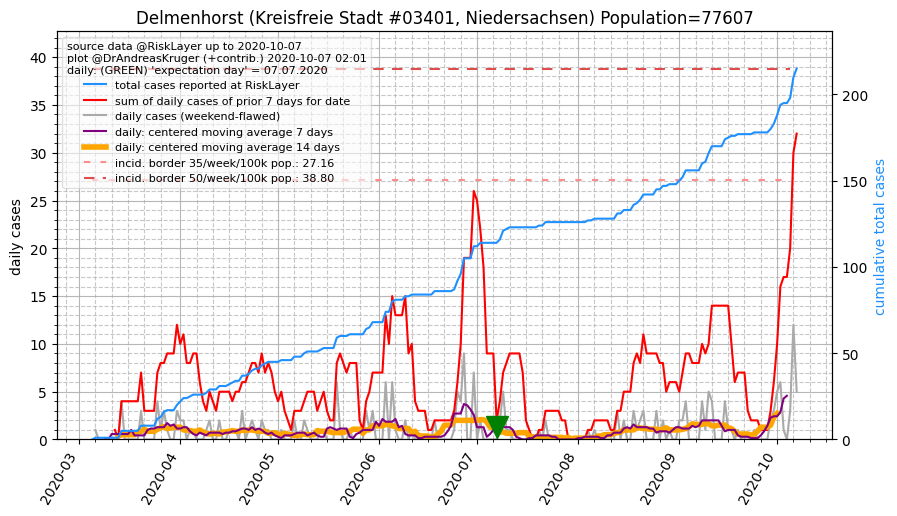 Delmenhorst (Kreisfreie Stadt #03401, Niedersachsen) Population=77607
source data @RiskLayer up to 2020-10-07
plot @DrAndreasKruger (+contrib.) 2020-10-07 02:01
daily: (GREEN) 'expectation day' = 07.07.2020
total cases reported at RiskLayer
sum of daily cases of prior 7 days for date
daily cases (weekend-flawed)
daily: centered moving average 7 days
daily: centered moving average 14 days
incid. border 35/week/100k pop.: 27.16
incid. border 50/week/100k pop.: 38.80
daily cases
40
35
30
25
20
15
10
5
0
cumulative total cases
200
150
100
50
0
2020-03
2020-04
2020-05
2020-06
2020-07
2020-08
2020-09
2020-10